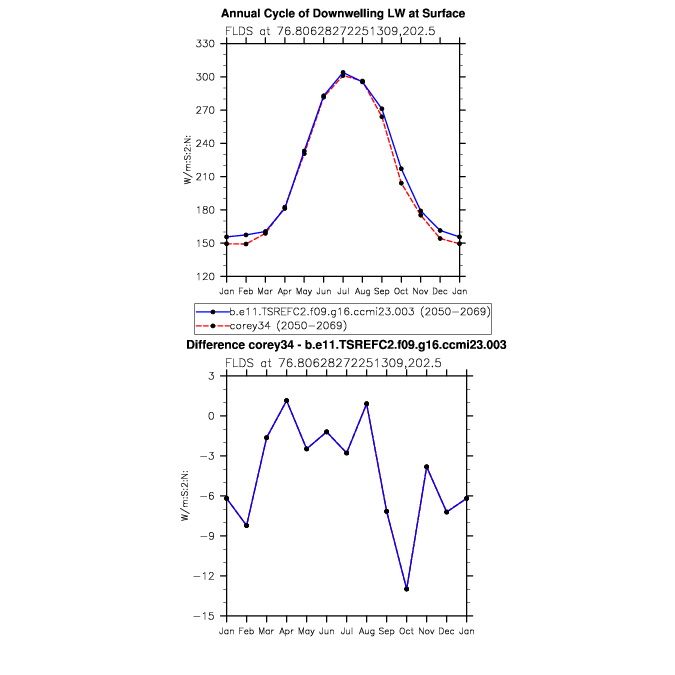 Annual Cycle of Downwelling LW at Surface
FLDS at 76.80628272251309,202.5
330
300
270
240
210
180
150
120
W/m:S:2:N:
Jan Feb Mar Apr May Jun Jul Aug Sep Oct Nov Dec Jan
b.e11.TSREFC2.f09.g16.ccmi23.003 (2050-2069)
corey34 (2050-2069)
Difference corey34 - b.e11.TSREFC2.f09.g16.ccmi23.003
FLDS at 76.80628272251309,202.5
3
0
-3
-6
-9
-12
-15
W/m:S:2:N:
Jan Feb Mar Apr May Jun Jul Aug Sep Oct Nov Dec Jan